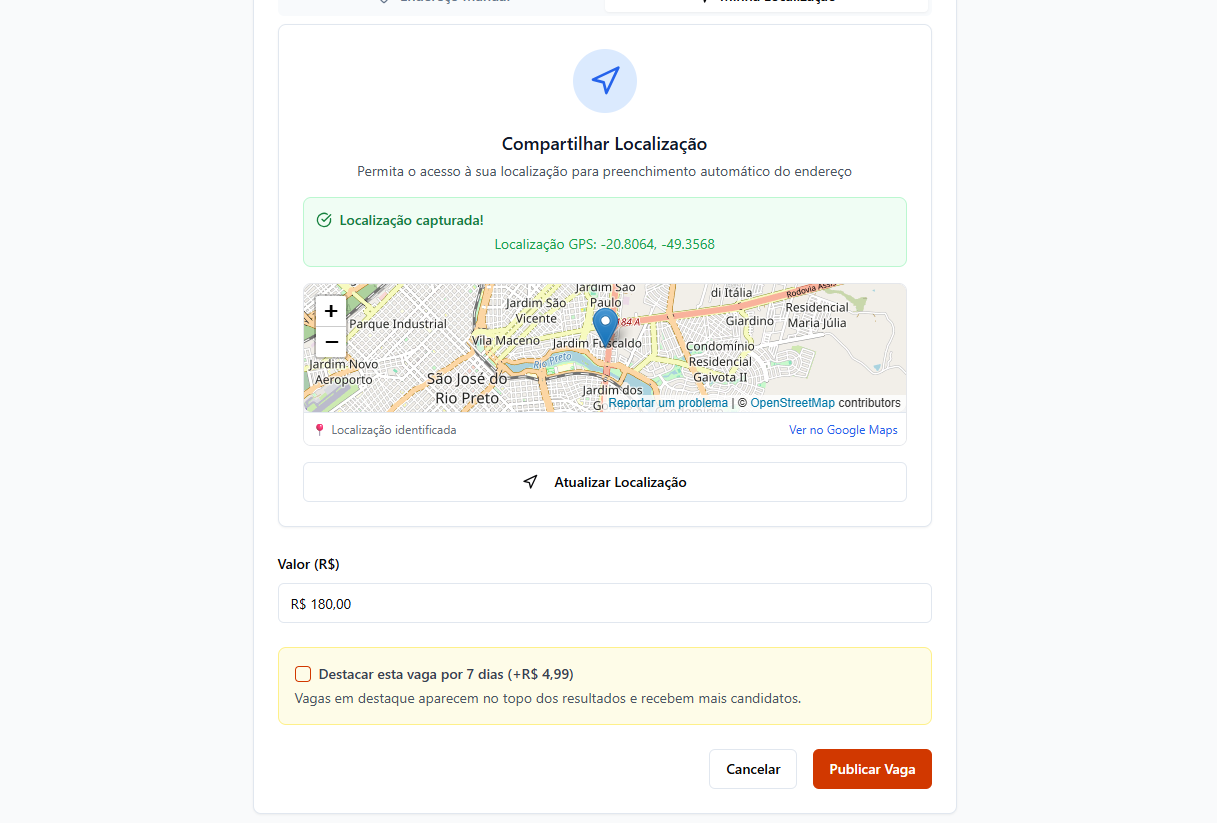 Compartilhar Localização
Permita o acesso à sua localização para preenchimento automático do endereço
Localização capturada!
Localização GPS: -20.8064, -49.3568
+
−
Jardim São
Paulo
di Itália
Rodovia Assis
Jardim São
Vicente
Residencial
Maria Júlia
Parque Industrial
184 A
Giardino
Vila Maceno
Jardim Fuscaldo
Condomínio
Residencial
Gaivota II
Rio Preto
Jardim Novo
Aeroporto
São José do
Rio Preto
Jardim dos
Reportar um problema | © OpenStreetMap contributors
Localização identificada
Ver no Google Maps
Atualizar Localização
Valor (R$)
R$ 180,00
Destacar esta vaga por 7 dias (+R$ 4,99)
Vagas em destaque aparecem no topo dos resultados e recebem mais candidatos.
Cancelar
Publicar Vaga